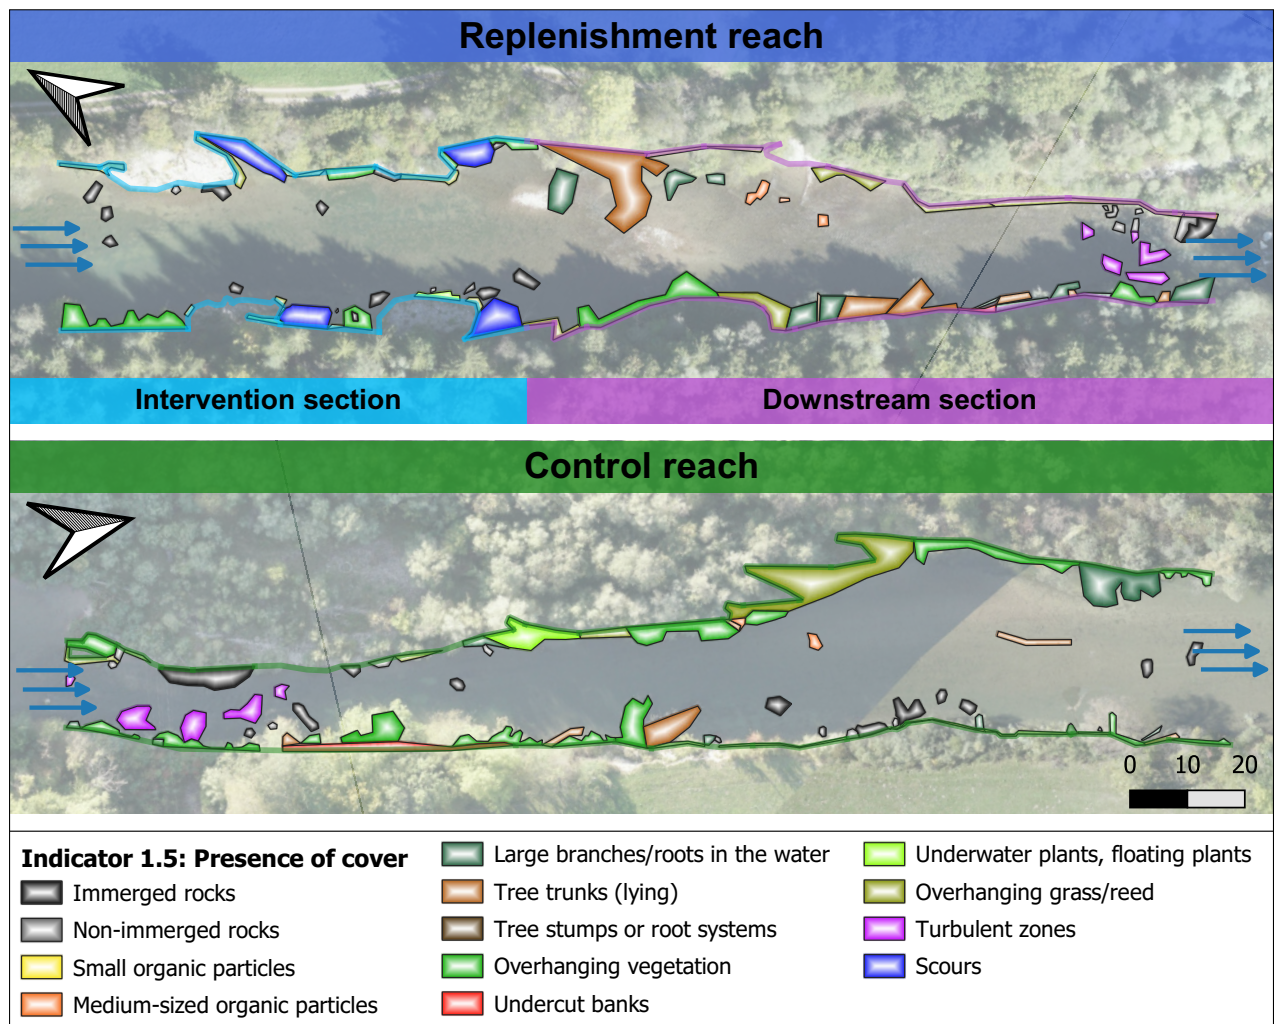 Replenishment reach
Intervention section
Downstream section
Control reach
0 10 20
Indicator 1.5: Presence of cover
Immerged rocks
Non-immerged rocks
Small organic particles
Medium-sized organic particles
Large branches/roots in the water
Tree trunks (lying)
Tree stumps or root systems
Overhanging vegetation
Undercut banks
Underwater plants, floating plants
Overhanging grass/reed
Turbulent zones
Scours